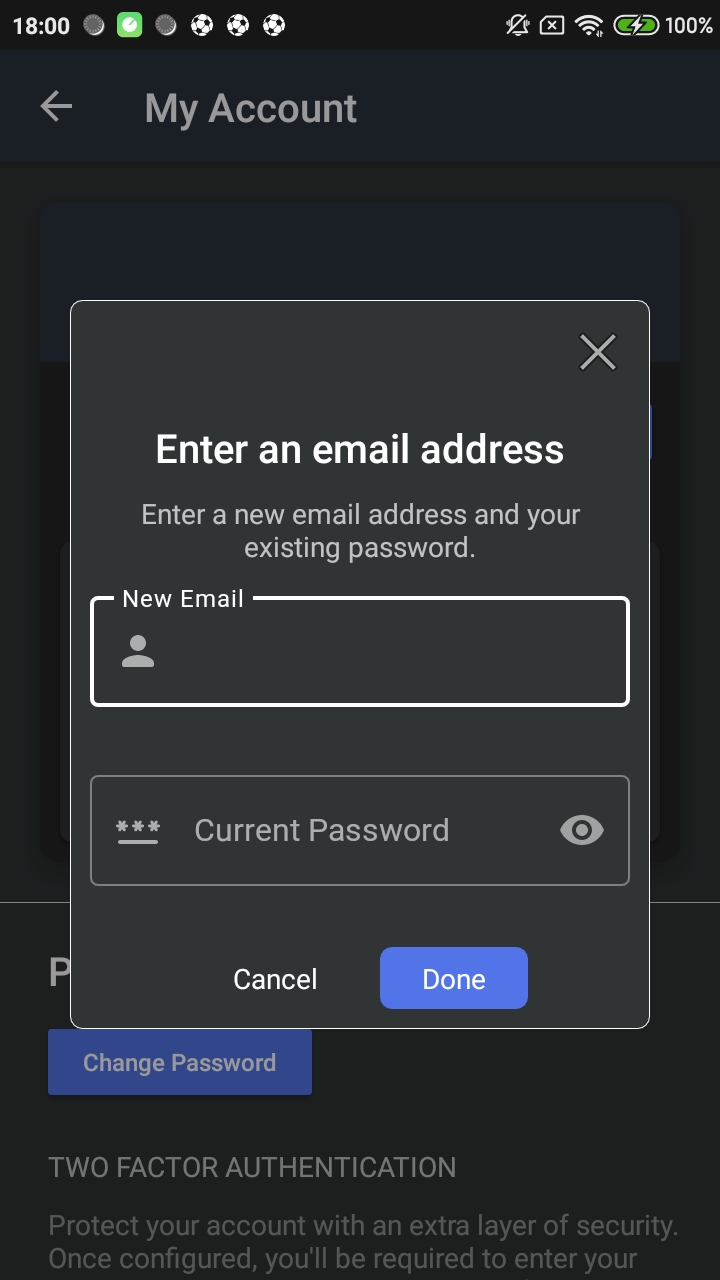 18:00
100%
My Account
Enter an email address
Enter a new email address and your
existing password.
New Email
*** Current Password
Cancel
Done
P
Change Password
TWO FACTOR AUTHENTICATION
Protect your account with an extra layer of security.
Once configured, you'll be required to enter your